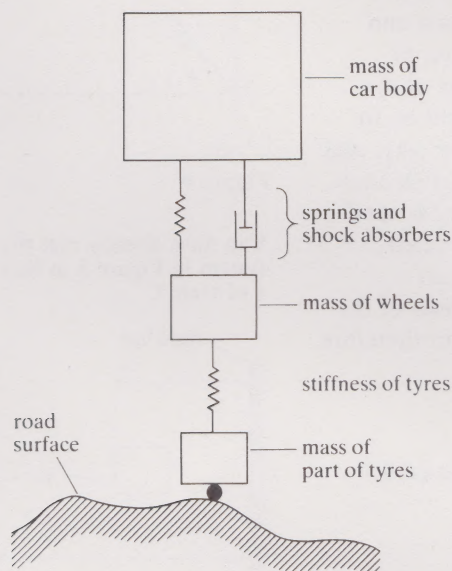 mass of
car body
springs and
shock absorbers
mass of wheels
stiffness of tyres
road
surface
mass of
part of tyres